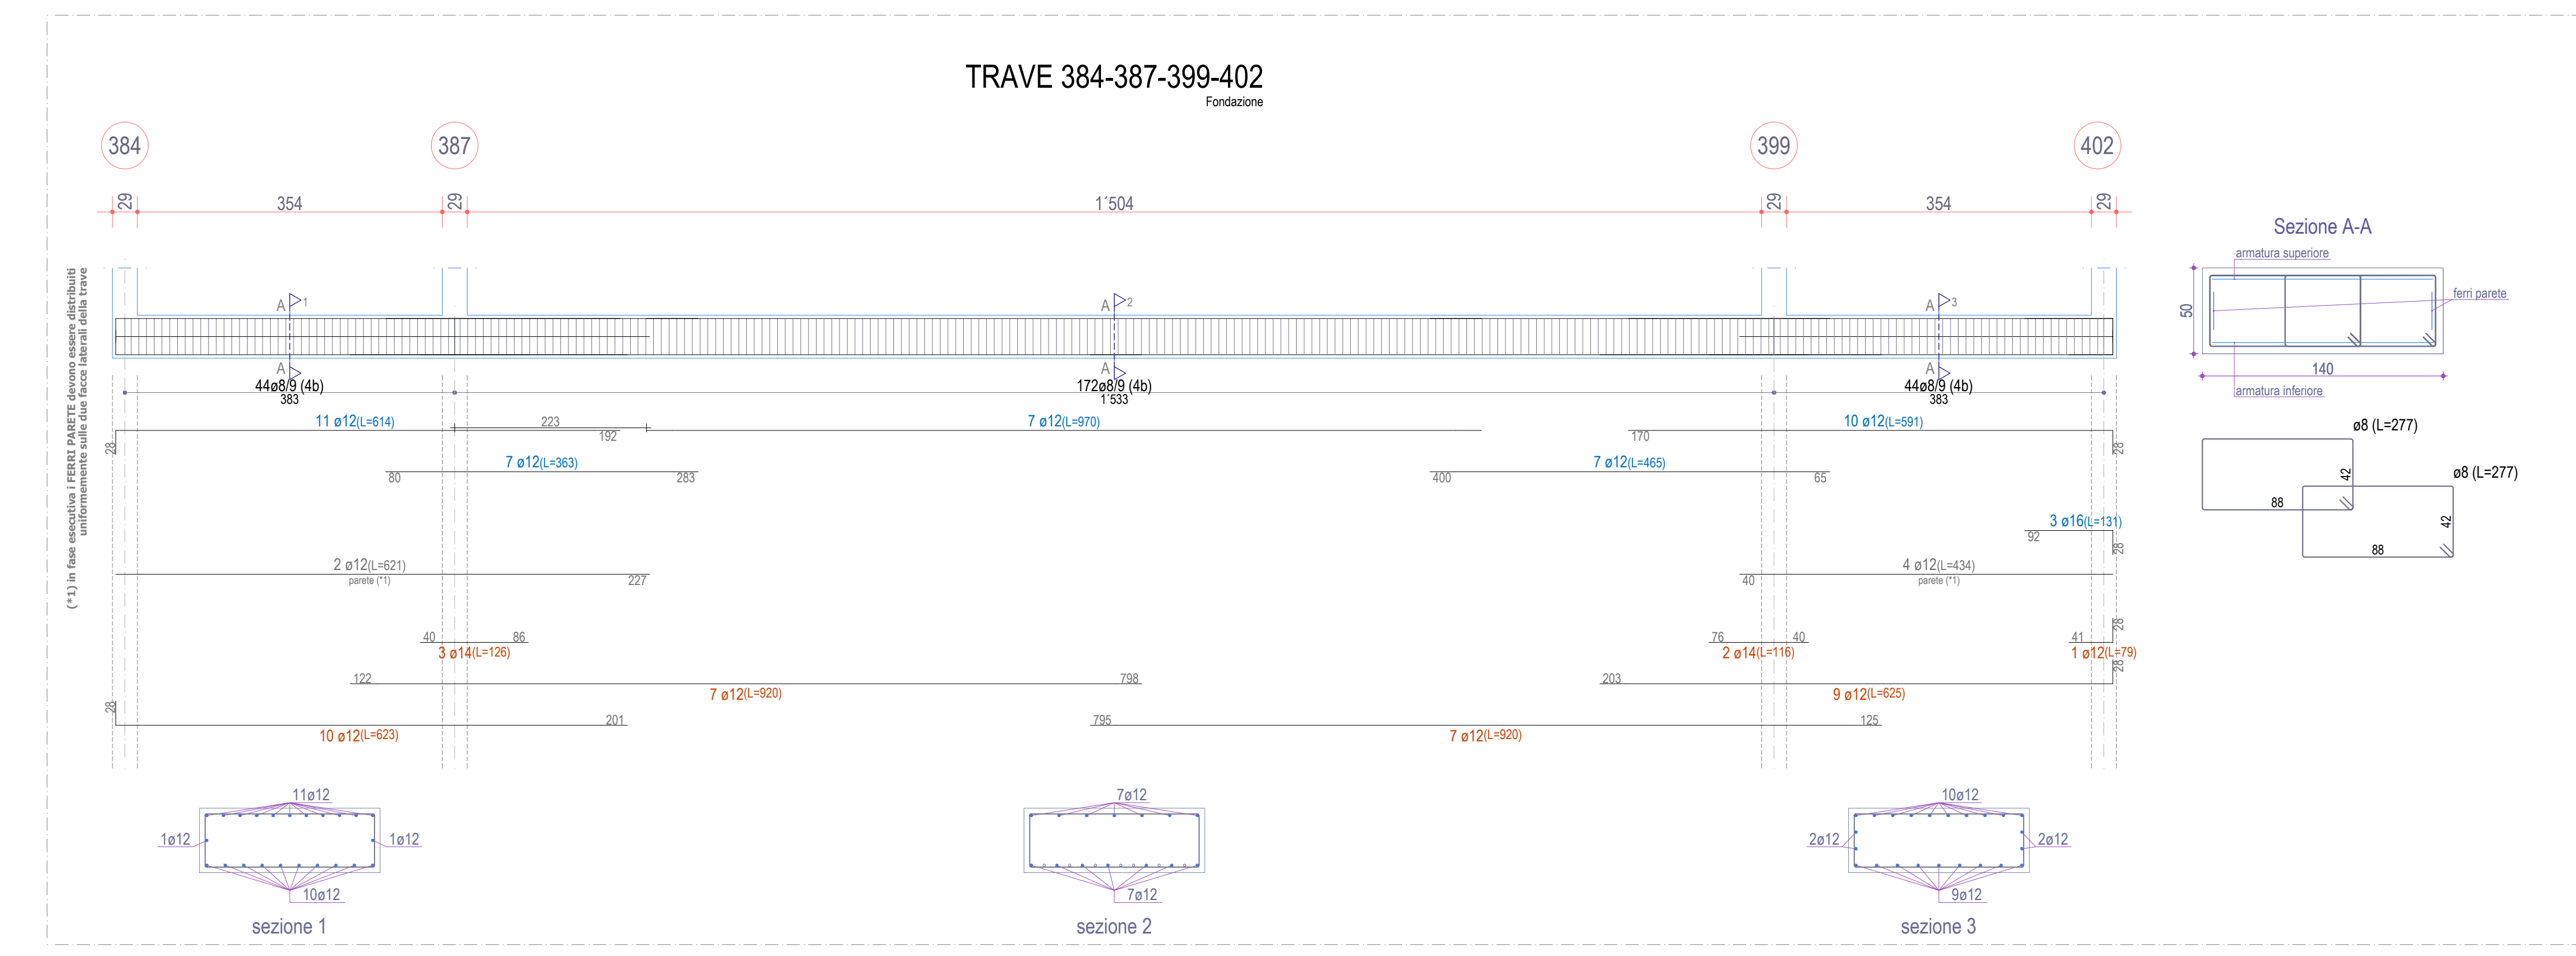 TRAVE 384-387-399-402
Fondazione
384
387
399
402
29
354
29
1´504
29
354
29
(*1) in fase esecutiva i FERRI PARETE devono essere distribuiti
uniformemente sulle due facce laterali della trave
A 1
A 2
A 3
A
A
A
44ø8/9 (4b)
383
172ø8/9 (4b)
1´533
44ø8/9 (4b)
383
11 ø12(L=614)
28
192
223
7 ø12(L=970)
10 ø12(L=591)
170
28
7 ø12(L=363)
80
283
7 ø12(L=465)
400
65
3 ø16(L=131)
92
28
2 ø12(L=621)
parete (*1)
227
4 ø12(L=434)
parete (*1)
40
40
86
3 ø14(L=126)
76
40
2 ø14(L=116)
41
28
1 ø12(L=79)
122
798
7 ø12(L=920)
203
28
9 ø12(L=625)
28
201
10 ø12(L=623)
795
125
7 ø12(L=920)
11ø12
1ø12
1ø12
10ø12
sezione 1
7ø12
7ø12
sezione 2
10ø12
2ø12
2ø12
9ø12
sezione 3
Sezione A-A
armatura superiore
ferri parete
50
140
armatura inferiore
ø8 (L=277)
42
88
ø8 (L=277)
42
88